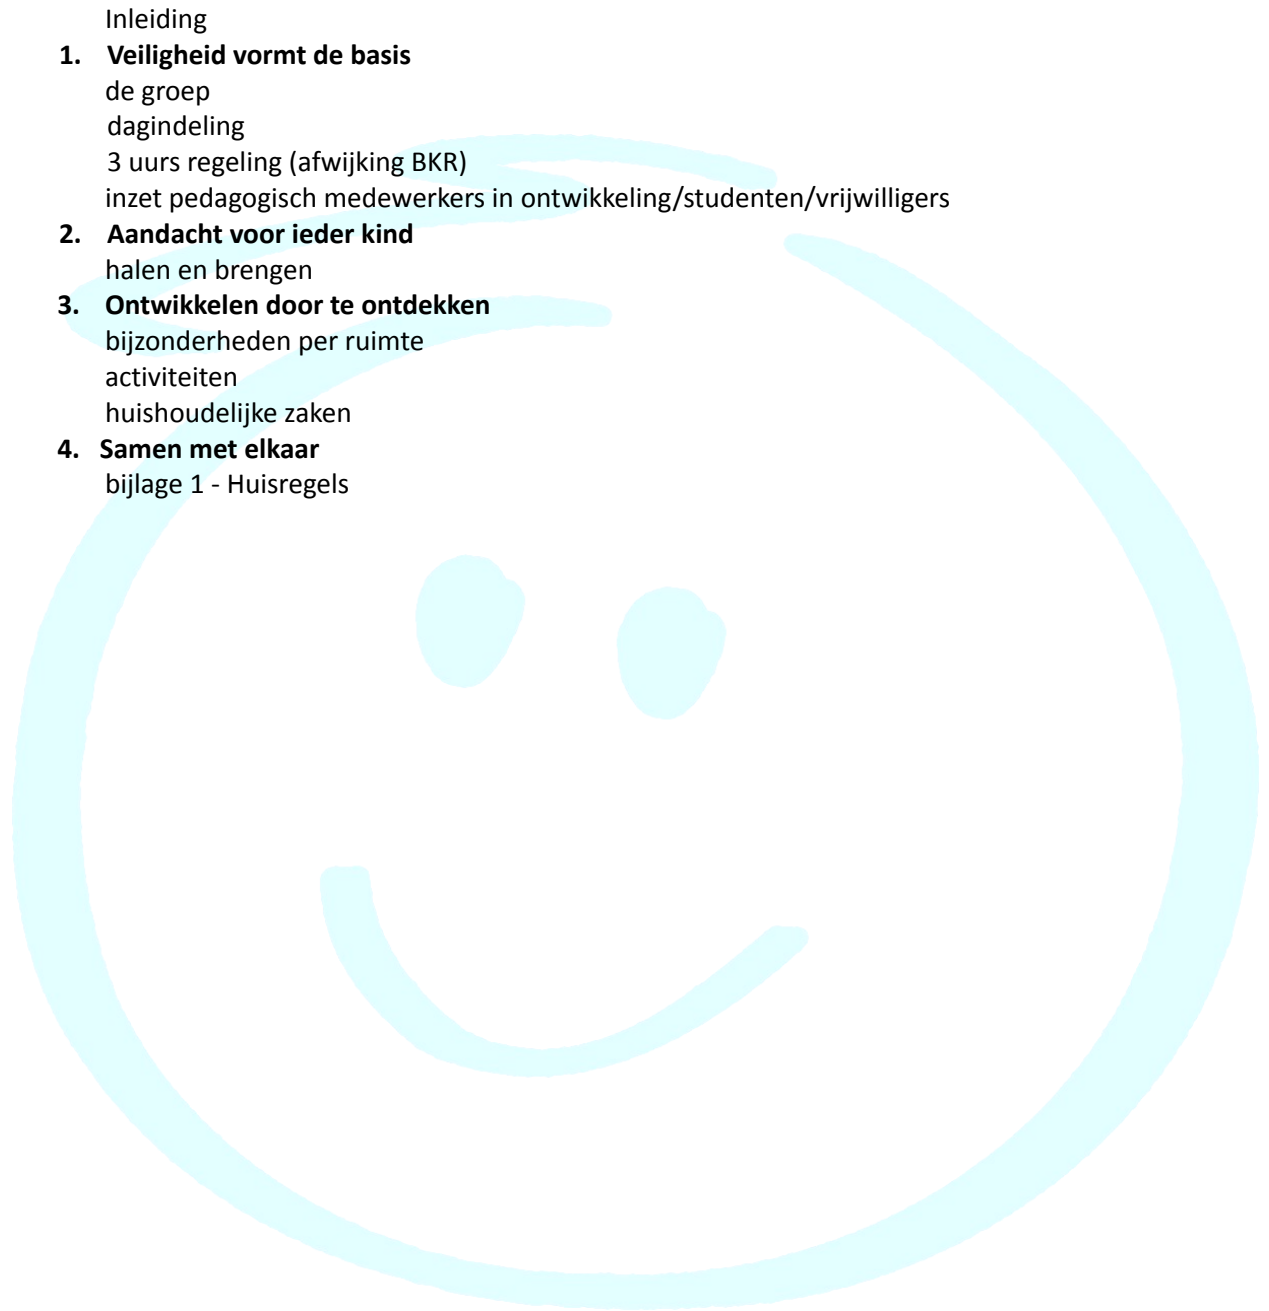 Inleiding
1. Veiligheid vormt de basis
de groep
dagindeling
3 uurs regeling (afwijking BKR)
inzet pedagogisch medewerkers in ontwikkeling/studenten/vrijwilligers
2. Aandacht voor ieder kind
halen en brengen
3. Ontwikkelen door te ontdekken
bijzonderheden per ruimte
activiteiten
huishoudelijke zaken
4. Samen met elkaar
bijlage 1 - Huisregels